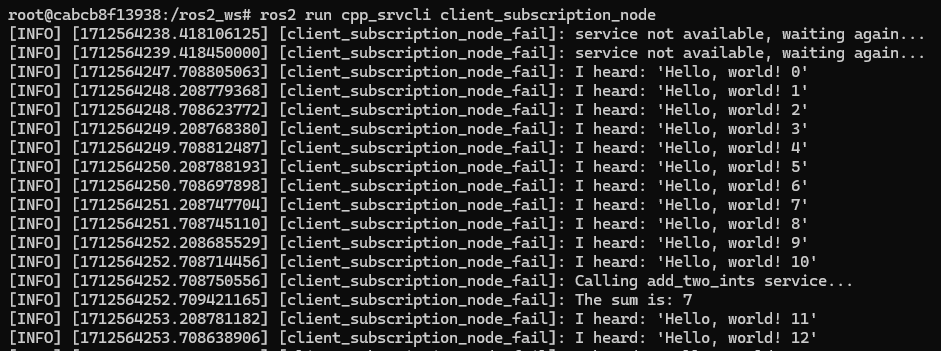 root@cabcb8f13938:/ros2_ws# ros2 run cpp_srvcli client_subscription_node
[INFO] [1712564238.418106125] [client_subscription_node_fail]: service not available, waiting again...
[INFO] [1712564239.418450000] [client_subscription_node_fail]: service not available, waiting again...
[INFO] [1712564247.708805063] [client_subscription_node_fail]: I heard: 'Hello, world! 0'
[INFO] [1712564248.208779368] [client_subscription_node_fail]: I heard: 'Hello, world! 1'
[INFO] [1712564248.708623772] [client_subscription_node_fail]: I heard: 'Hello, world! 2'
[INFO] [1712564249.208768380] [client_subscription_node_fail]: I heard: 'Hello, world! 3'
[INFO] [1712564249.708812487] [client_subscription_node_fail]: I heard: 'Hello, world! 4'
[INFO] [1712564250.208788193] [client_subscription_node_fail]: I heard: 'Hello, world! 5'
[INFO] [1712564250.708697898] [client_subscription_node_fail]: I heard: 'Hello, world! 6'
[INFO] [1712564251.208747704] [client_subscription_node_fail]: I heard: 'Hello, world! 7'
[INFO] [1712564251.708745110] [client_subscription_node_fail]: I heard: 'Hello, world! 8'
[INFO] [1712564252.208685529] [client_subscription_node_fail]: I heard: 'Hello, world! 9'
[INFO] [1712564252.708714456] [client_subscription_node_fail]: I heard: 'Hello, world! 10'
[INFO] [1712564252.708750556] [client_subscription_node_fail]: Calling add_two_ints service...
[INFO] [1712564252.709421165] [client_subscription_node_fail]: The sum is: 7
[INFO] [1712564253.208781182] [client_subscription_node_fail]: I heard: 'Hello, world! 11'
[INFO] [1712564253.708638906] [client_subscription_node_fail]: I heard: 'Hello, world! 12'